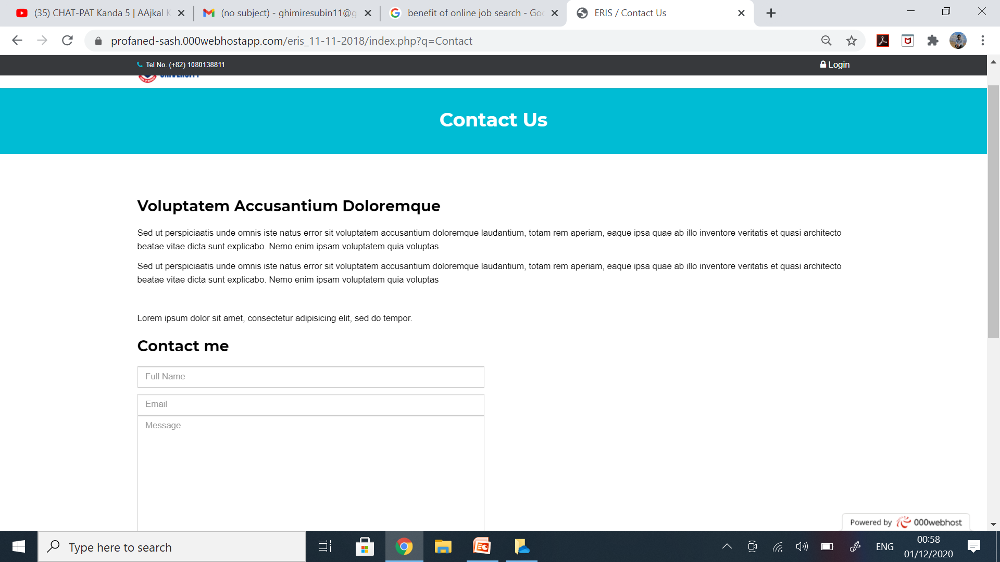 (35) CHAT-PAT Kanda 5 | AAjkal K
(no subject) - ghimiresubin11@g
benefit of online job search - Goo
ERIS / Contact Us
profaned-sash.000webhostapp.com/eris_11-11-2018/index.php?q=Contact
Tel No. (+82) 1080138811
Login
Contact Us
Voluptatem Accusantium Doloremque
Sed ut perspiciaatis unde omnis iste natus error sit voluptatem accusantium doloremque laudantium, totam rem aperiam, eaque ipsa quae ab illo inventore veritatis et quasi architecto
beatae vitae dicta sunt explicabo. Nemo enim ipsam voluptatem quia voluptas
Sed ut perspiciaatis unde omnis iste natus error sit voluptatem accusantium doloremque laudantium, totam rem aperiam, eaque ipsa quae ab illo inventore veritatis et quasi architecto
beatae vitae dicta sunt explicabo. Nemo enim ipsam voluptatem quia voluptas
Lorem ipsum dolor sit amet, consectetur adipisicing elit, sed do tempor.
Contact me
Full Name
Email
Message
Powered by 000webhost
Type here to search
ENG
00:58
01/12/2020